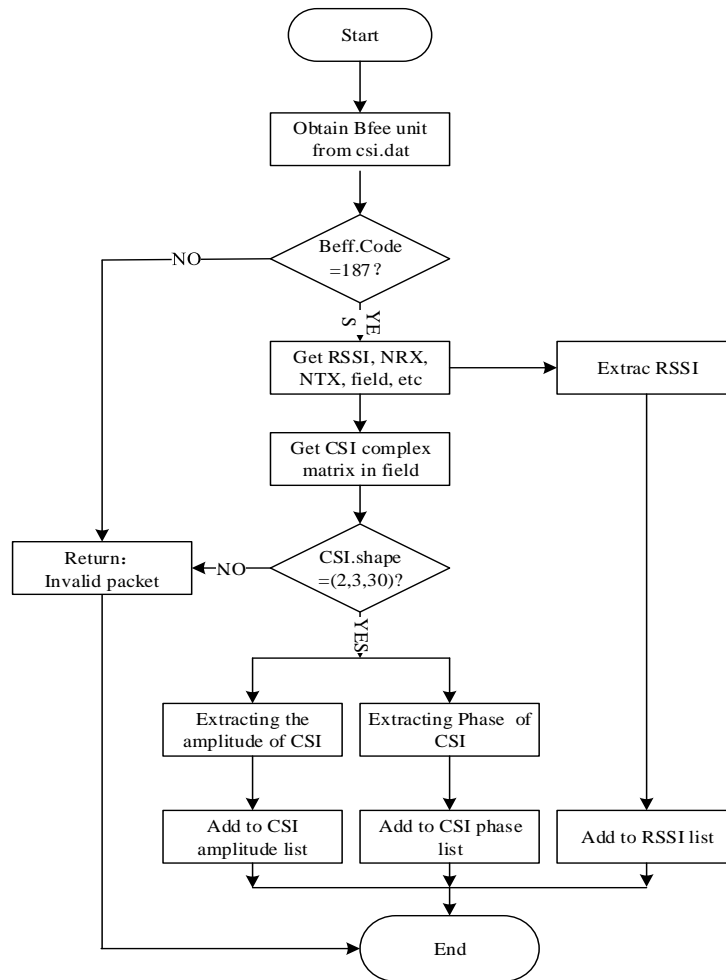 Start
Obtain Bfee unit
from csi.dat
Beff.Code
=187?
NO
YE
S
Get RSSI, NRX,
NTX, field, etc
Extrac RSSI
Get CSI complex
matrix in field
CSI.shape
=(2,3,30)?
NO
Return：
Invalid packet
YES
Extracting the
amplitude of CSI
Extracting Phase of
CSI
Add to CSI
amplitude list
Add to CSI phase
list
Add to RSSI list
End